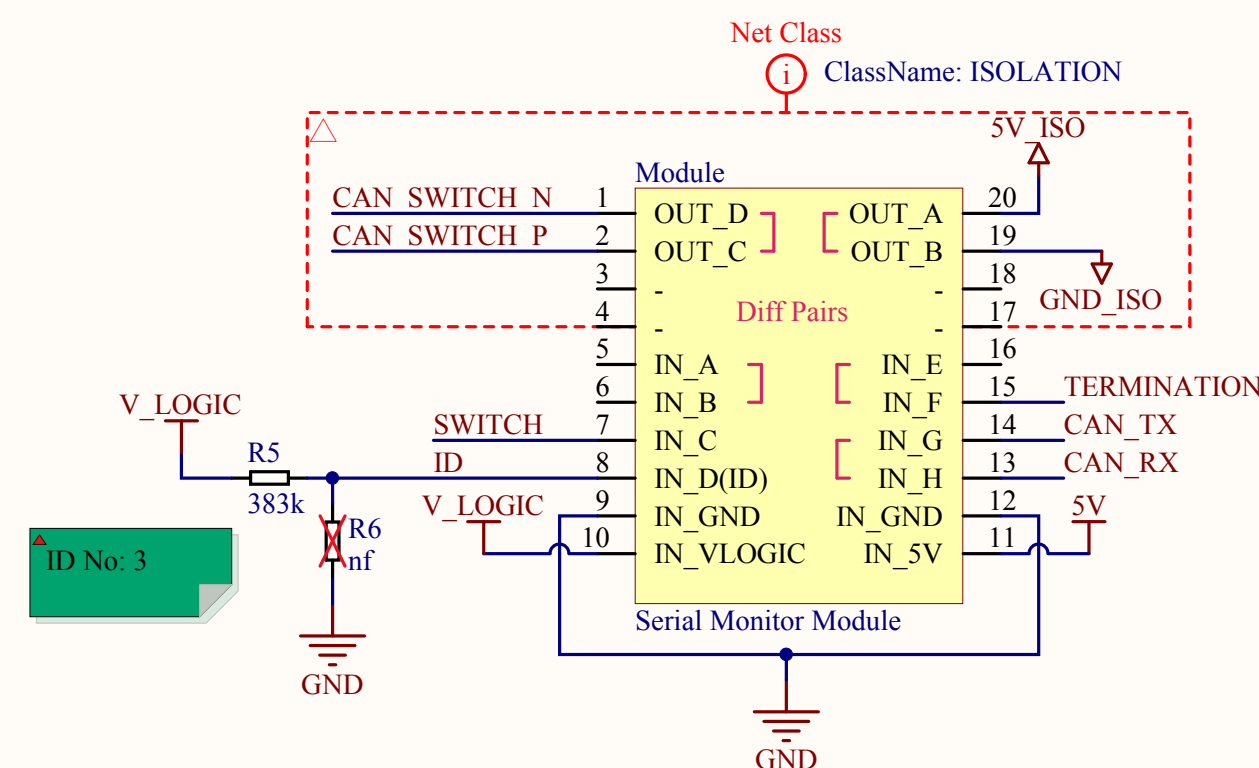 Net Class
ClassName: ISOLATION
5V_ISO
Module
CAN_SWITCH_N 1 OUT_D OUT_A 20
CAN_SWITCH_P 2 OUT_C OUT_B 19
3 - - 18
GND_ISO
Diff Pairs
4 - - 17
5 IN_A IN_E 16
6 IN_B IN_F 15 TERMINATION
V_LOGIC
SWITCH 7 IN_C IN_G 14 CAN_TX
R5
ID 8 IN_D(ID) IN_H 13 CAN_RX
383k
V_LOGIC 9 IN_GND IN_GND 12 5V
R6
nf
10 IN_VLOGIC IN_5V 11
ID No: 3
Serial Monitor Module
GND
GND